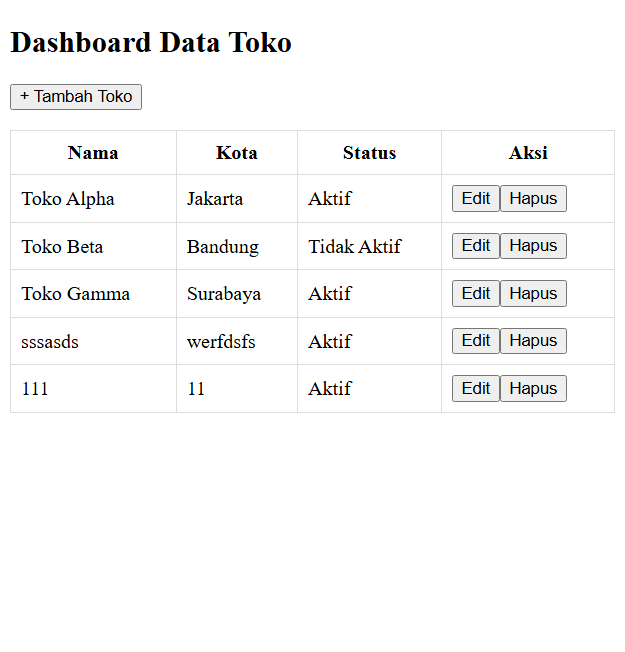 Dashboard Data Toko
+ Tambah Toko
Nama Kota Status Aksi
Toko Alpha Jakarta Aktif Edit Hapus
Toko Beta Bandung Tidak Aktif Edit Hapus
Toko Gamma Surabaya Aktif Edit Hapus
sssasds werfdsfs Aktif Edit Hapus
111 11 Aktif Edit Hapus